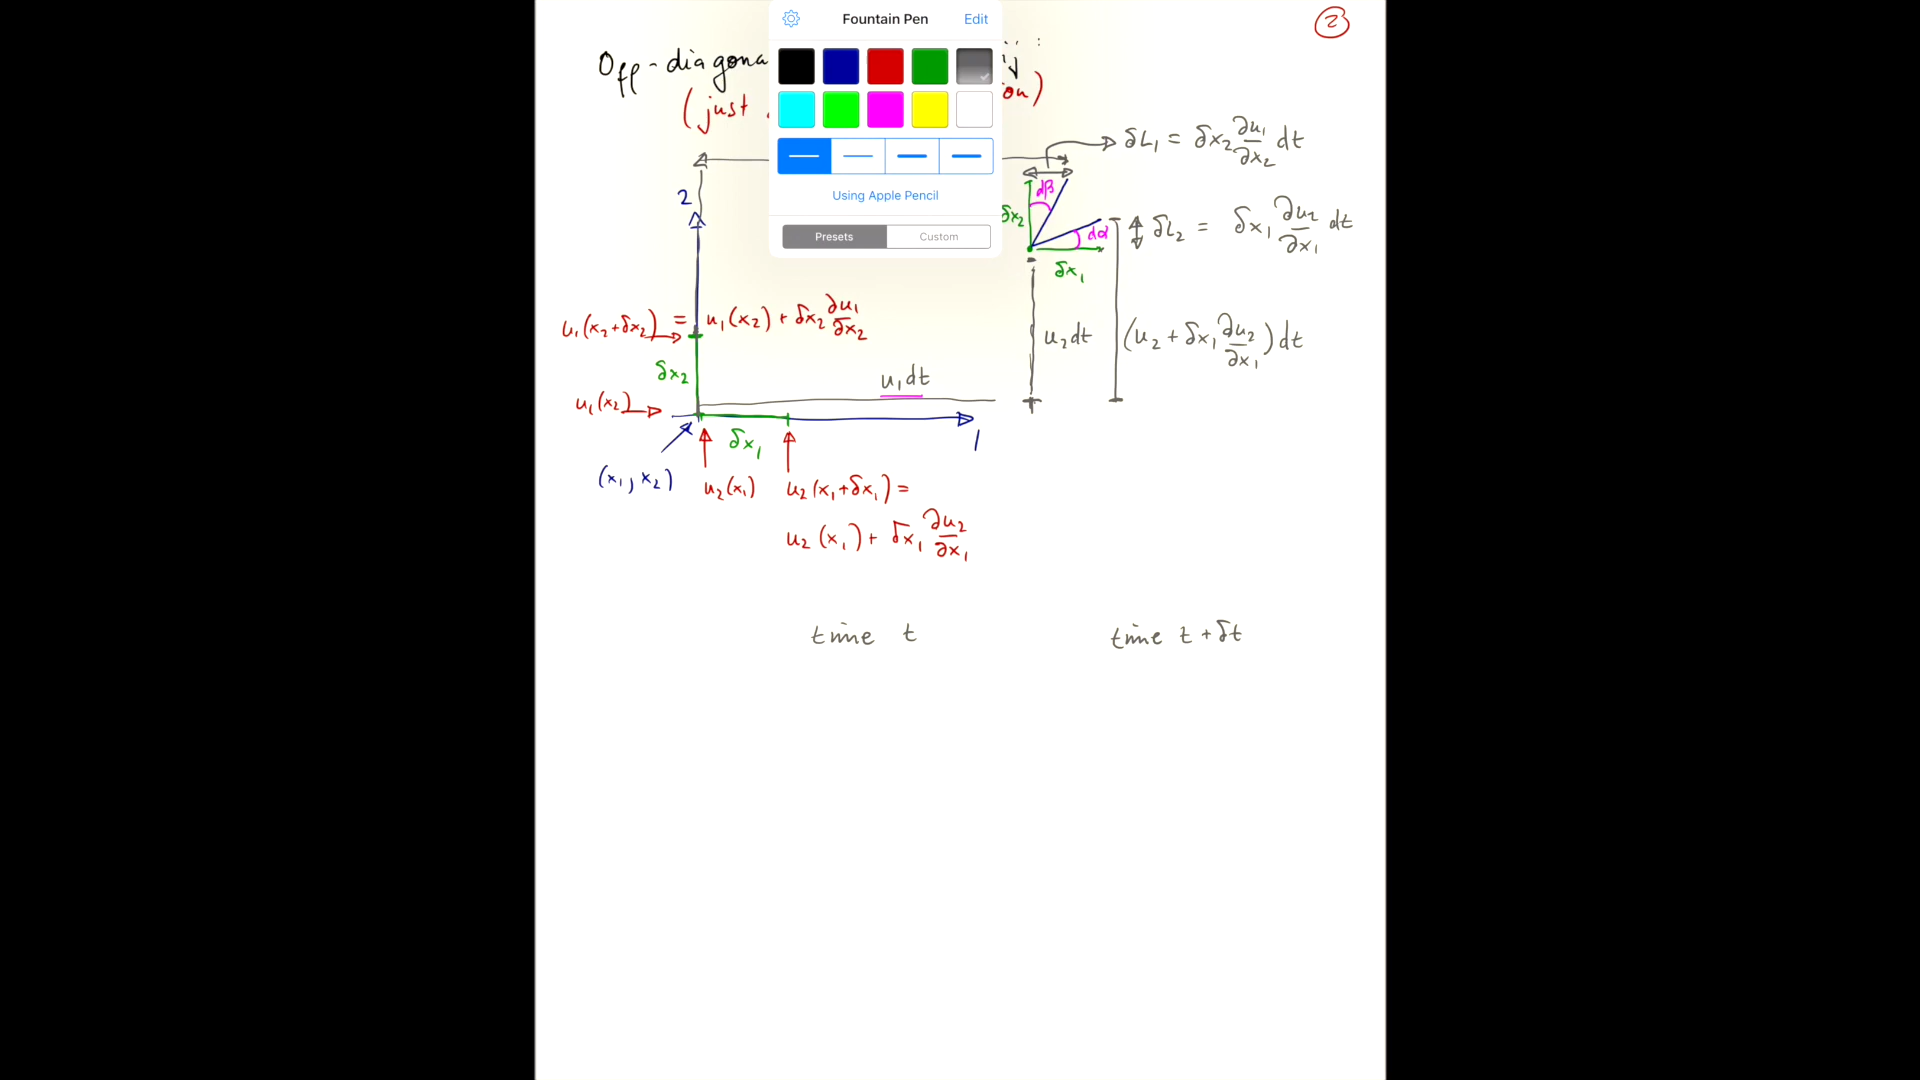 ②
Fountain Pen
Edit
Off-diagona
(just
on)
Using Apple Pencil
Presets
Custom
δL₁ = δx₂ ∂u₁/∂x₂ dt
2
dβ
δx₂
dα
δL₂ = δx₁ ∂u₂/∂x₁ dt
δx₁
u₁(x₂+δx₂) = u₁(x₂) + δx₂ ∂u₁/∂x₂
u₂dt
(u₂ + δx₁ ∂u₂/∂x₁) dt
δx₂
u₁dt
u₁(x₂)
δx₁
1
(x₁, x₂)
u₂(x₁)
u₂(x₁+δx₁) =
u₂(x₁) + δx₁ ∂u₂/∂x₁
time t
time t + δt